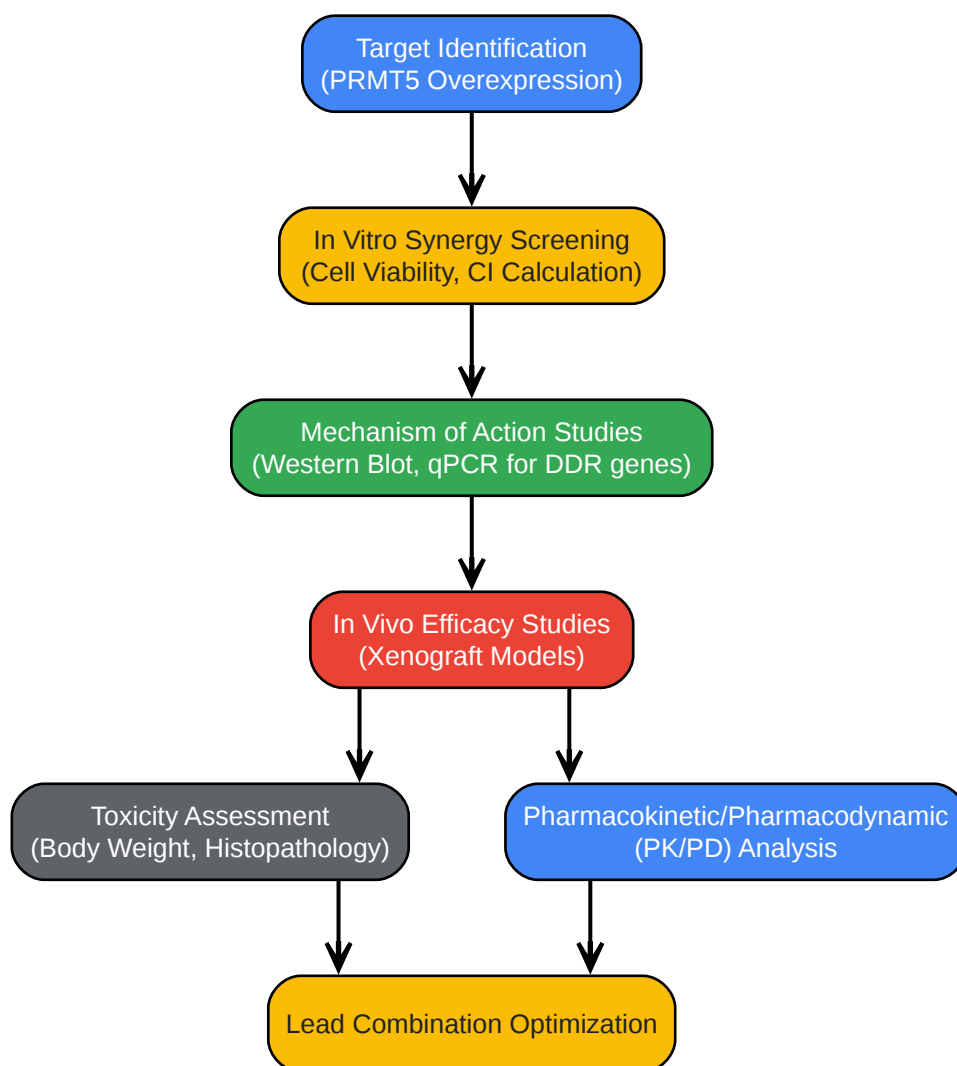 Target Identification
(PRMT5 Overexpression)
In Vitro Synergy Screening
(Cell Viability, CI Calculation)
Mechanism of Action Studies
(Western Blot, qPCR for DDR genes)
In Vivo Efficacy Studies
(Xenograft Models)
Toxicity Assessment
(Body Weight, Histopathology)
Pharmacokinetic/Pharmacodynamic
(PK/PD) Analysis
Lead Combination Optimization